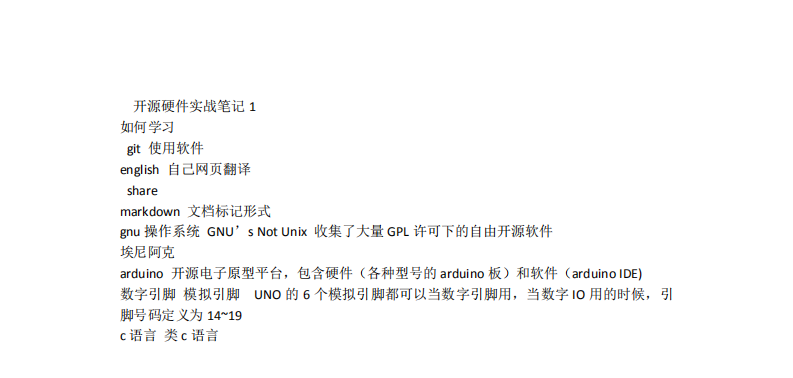 开源硬件实战笔记 1
如何学习
git 使用软件
english 自己网页翻译
share
markdown 文档标记形式
gnu 操作系统 GNU’s Not Unix 收集了大量 GPL 许可下的自由开源软件
埃尼阿克
arduino 开源电子原型平台，包含硬件（各种型号的 arduino 板）和软件（arduino IDE)
数字引脚 模拟引脚 UNO 的 6 个模拟引脚都可以当数字引脚用，当数字 IO 用的时候，引
脚号码定义为 14~19
c 语言 类 c 语言